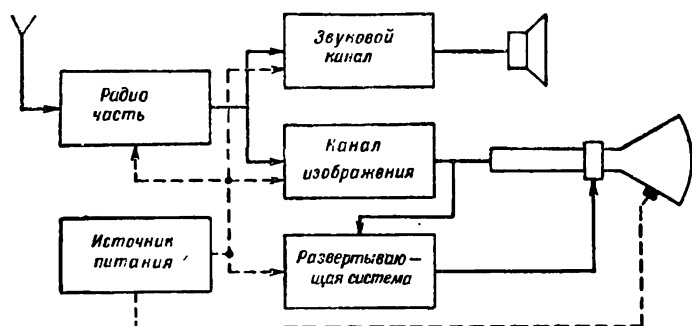 Звуковой
канал
Радио
часть
Канал
изображения
Источник
питания
Развертываю-
щая система